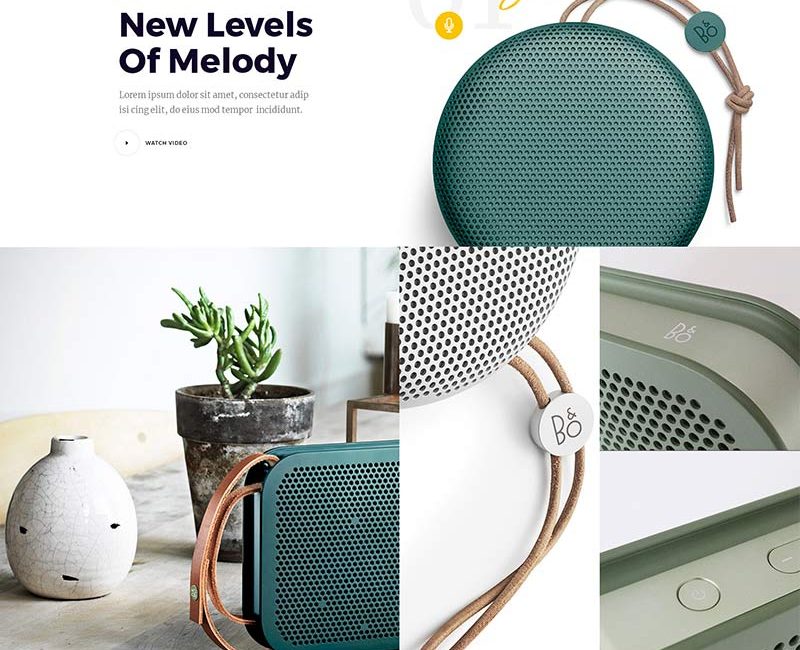 New Levels
Of Melody
Lorem ipsum dolor sit amet, consectetur adip
isi cing elit, do eius mod tempor incididunt.
WATCH VIDEO
B&O
B&O
B&O